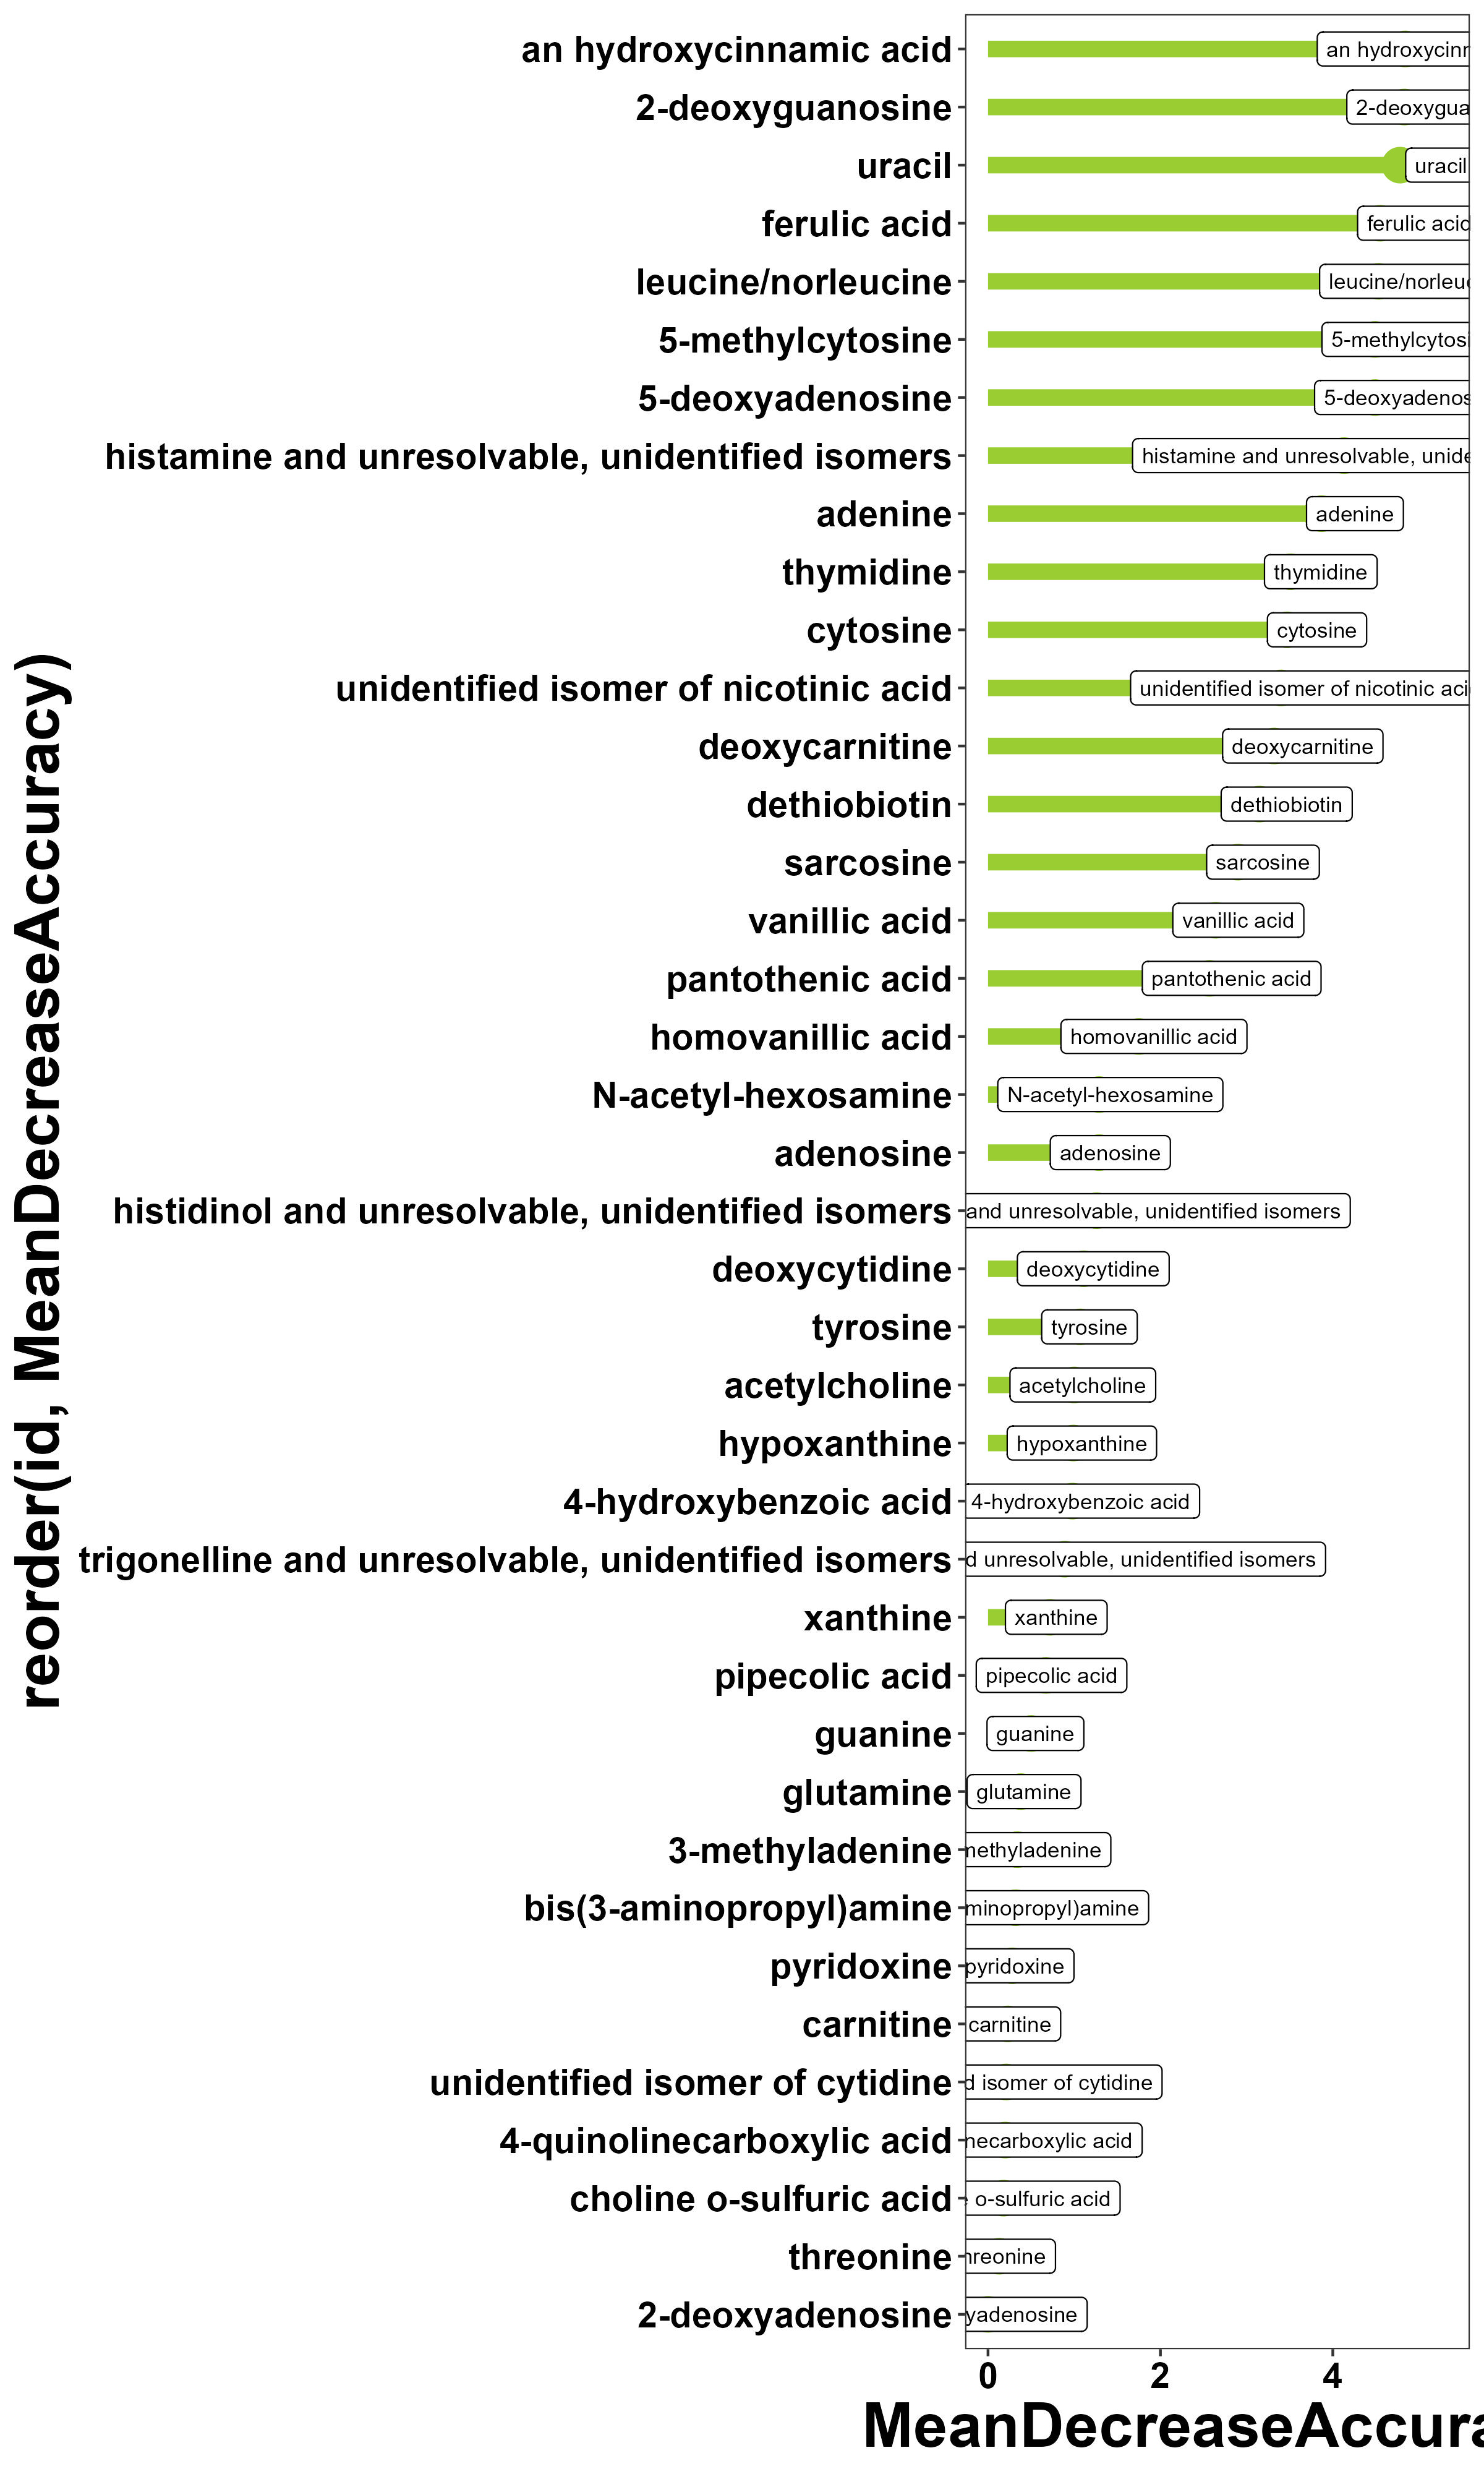 reorder(id, MeanDecreaseAccuracy)
an hydroxycinnamic acid an hydroxycinn
2-deoxyguanosine 2-deoxygua
uracil uracil
ferulic acid ferulic acid
leucine/norleucine leucine/norleuc
5-methylcytosine 5-methylcytosi
5-deoxyadenosine 5-deoxyadenos
histamine and unresolvable, unidentified isomers histamine and unresolvable, unide
adenine adenine
thymidine thymidine
cytosine cytosine
unidentified isomer of nicotinic acid unidentified isomer of nicotinic aci
deoxycarnitine deoxycarnitine
dethiobiotin dethiobiotin
sarcosine sarcosine
vanillic acid vanillic acid
pantothenic acid pantothenic acid
homovanillic acid homovanillic acid
N-acetyl-hexosamine N-acetyl-hexosamine
adenosine adenosine
histidinol and unresolvable, unidentified isomers and unresolvable, unidentified isomers
deoxycytidine deoxycytidine
tyrosine tyrosine
acetylcholine acetylcholine
hypoxanthine hypoxanthine
4-hydroxybenzoic acid 4-hydroxybenzoic acid
trigonelline and unresolvable, unidentified isomers d unresolvable, unidentified isomers
xanthine xanthine
pipecolic acid pipecolic acid
guanine guanine
glutamine glutamine
3-methyladenine methyladenine
bis(3-aminopropyl)amine minopropyl)amine
pyridoxine pyridoxine
carnitine carnitine
unidentified isomer of cytidine d isomer of cytidine
4-quinolinecarboxylic acid necarboxylic acid
choline o-sulfuric acid o-sulfuric acid
threonine hreonine
2-deoxyadenosine yadenosine
0 2 4
MeanDecreaseAccura